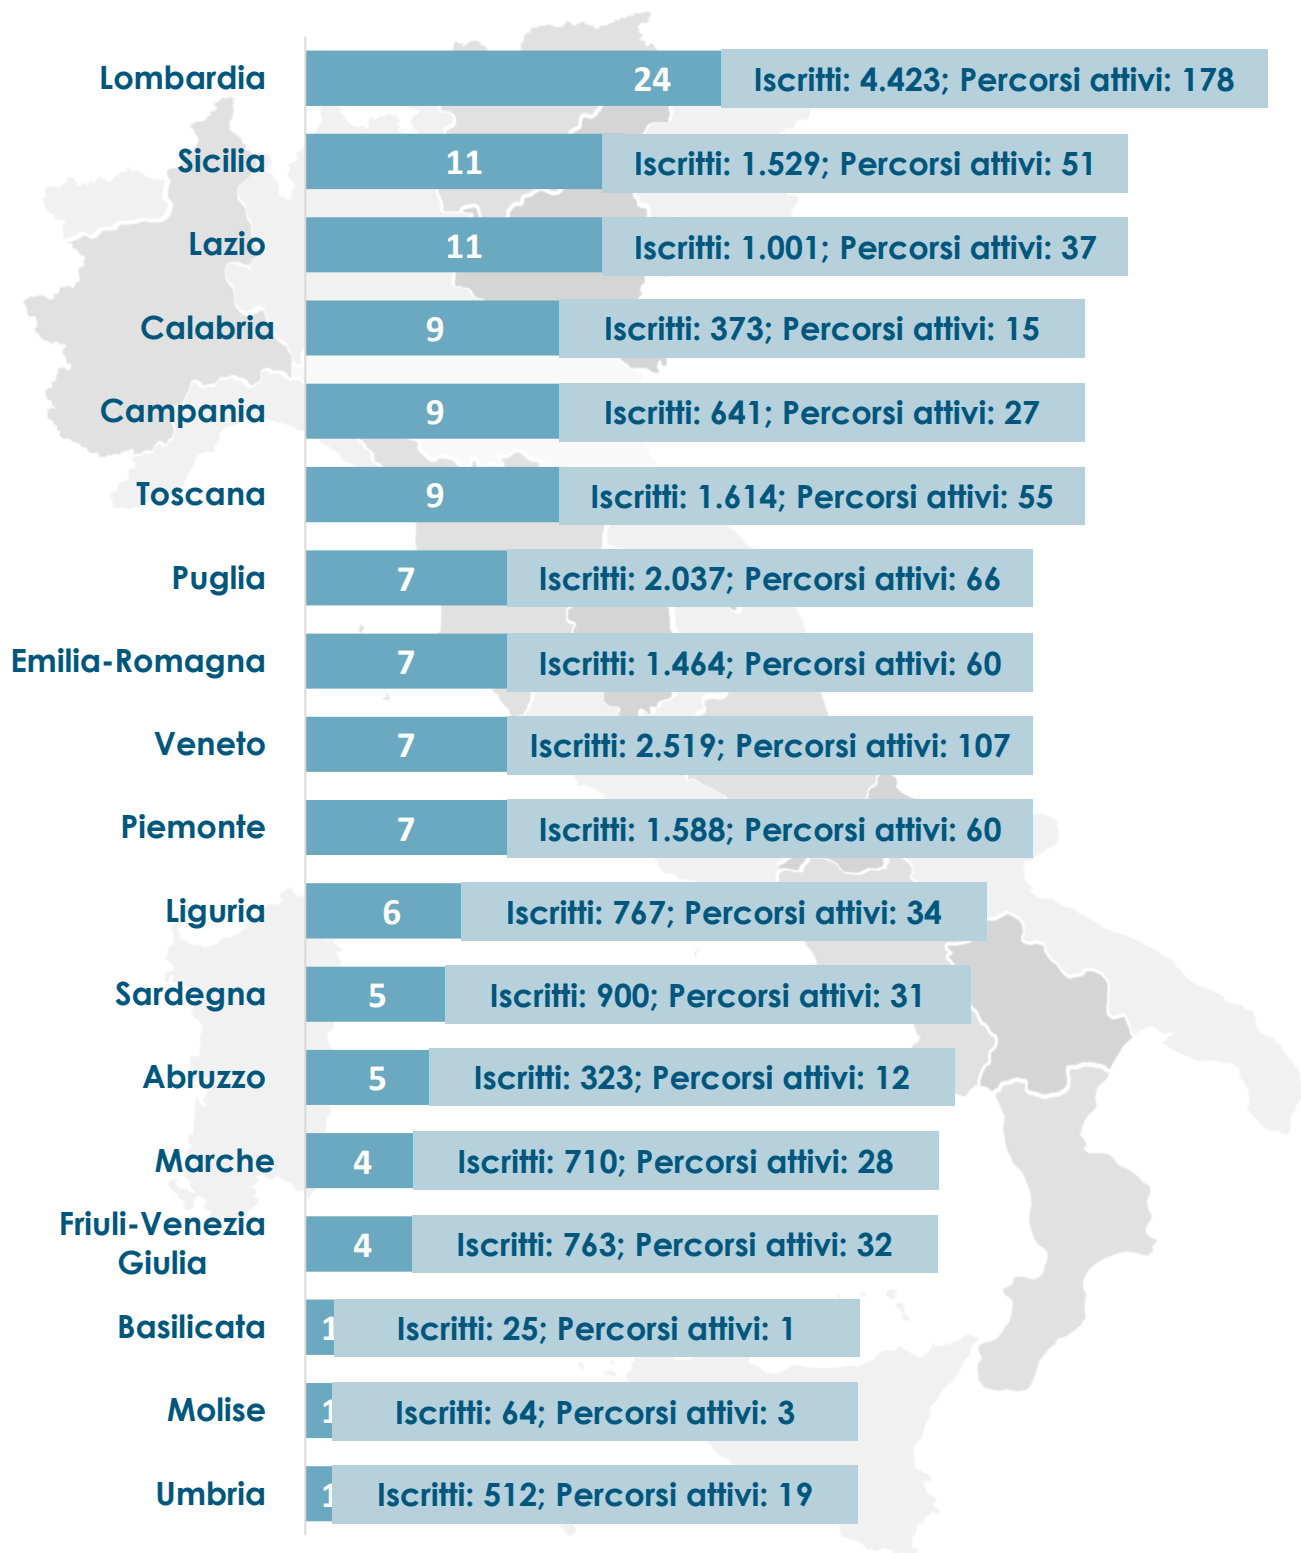 Lombardia 24 Iscritti: 4.423; Percorsi attivi: 178
Sicilia 11 Iscritti: 1.529; Percorsi attivi: 51
Lazio 11 Iscritti: 1.001; Percorsi attivi: 37
Calabria 9 Iscritti: 373; Percorsi attivi: 15
Campania 9 Iscritti: 641; Percorsi attivi: 27
Toscana 9 Iscritti: 1.614; Percorsi attivi: 55
Puglia 7 Iscritti: 2.037; Percorsi attivi: 66
Emilia-Romagna 7 Iscritti: 1.464; Percorsi attivi: 60
Veneto 7 Iscritti: 2.519; Percorsi attivi: 107
Piemonte 7 Iscritti: 1.588; Percorsi attivi: 60
Liguria 6 Iscritti: 767; Percorsi attivi: 34
Sardegna 5 Iscritti: 900; Percorsi attivi: 31
Abruzzo 5 Iscritti: 323; Percorsi attivi: 12
Marche 4 Iscritti: 710; Percorsi attivi: 28
Friuli-Venezia
Giulia 4 Iscritti: 763; Percorsi attivi: 32
Basilicata 1 Iscritti: 25; Percorsi attivi: 1
Molise 1 Iscritti: 64; Percorsi attivi: 3
Umbria 1 Iscritti: 512; Percorsi attivi: 19